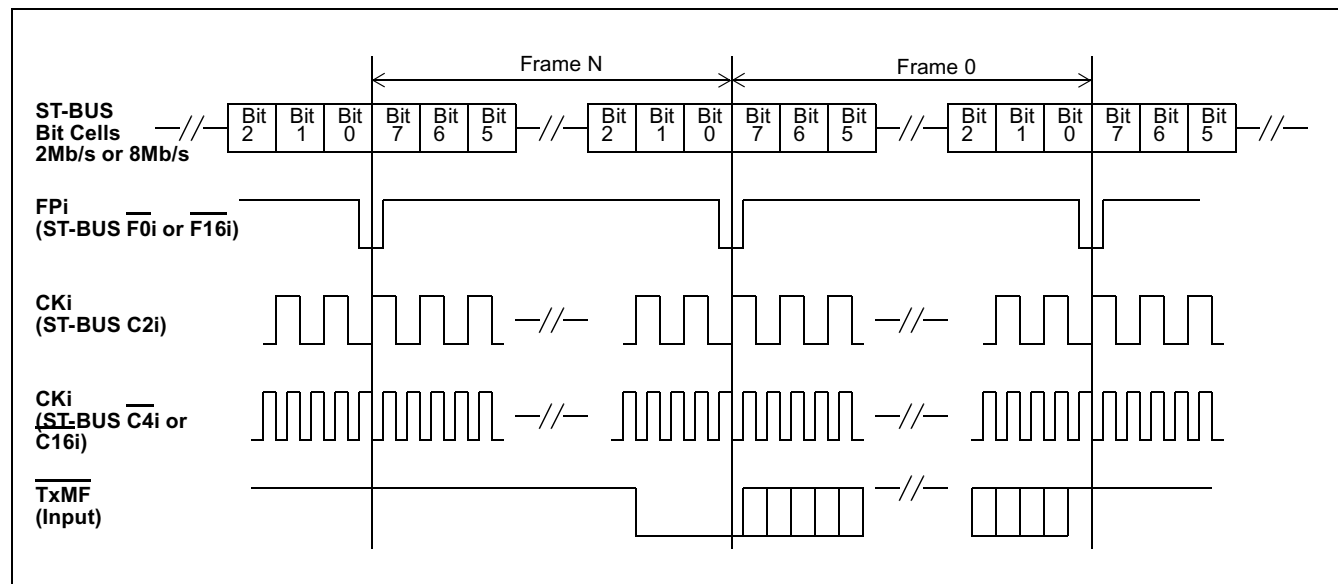 Frame N
Frame 0
ST-BUS
Bit Cells
2Mb/s or 8Mb/s
Bit 2 Bit 1 Bit 0 Bit 7 Bit 6 Bit 5 Bit 2 Bit 1 Bit 0 Bit 7 Bit 6 Bit 5 Bit 2 Bit 1 Bit 0 Bit 7 Bit 6 Bit 5
FPi
(ST-BUS F0i or F16i)
CKi
(ST-BUS C2i)
CKi
(ST-BUS C4i or
C16i)
TxMF
(Input)